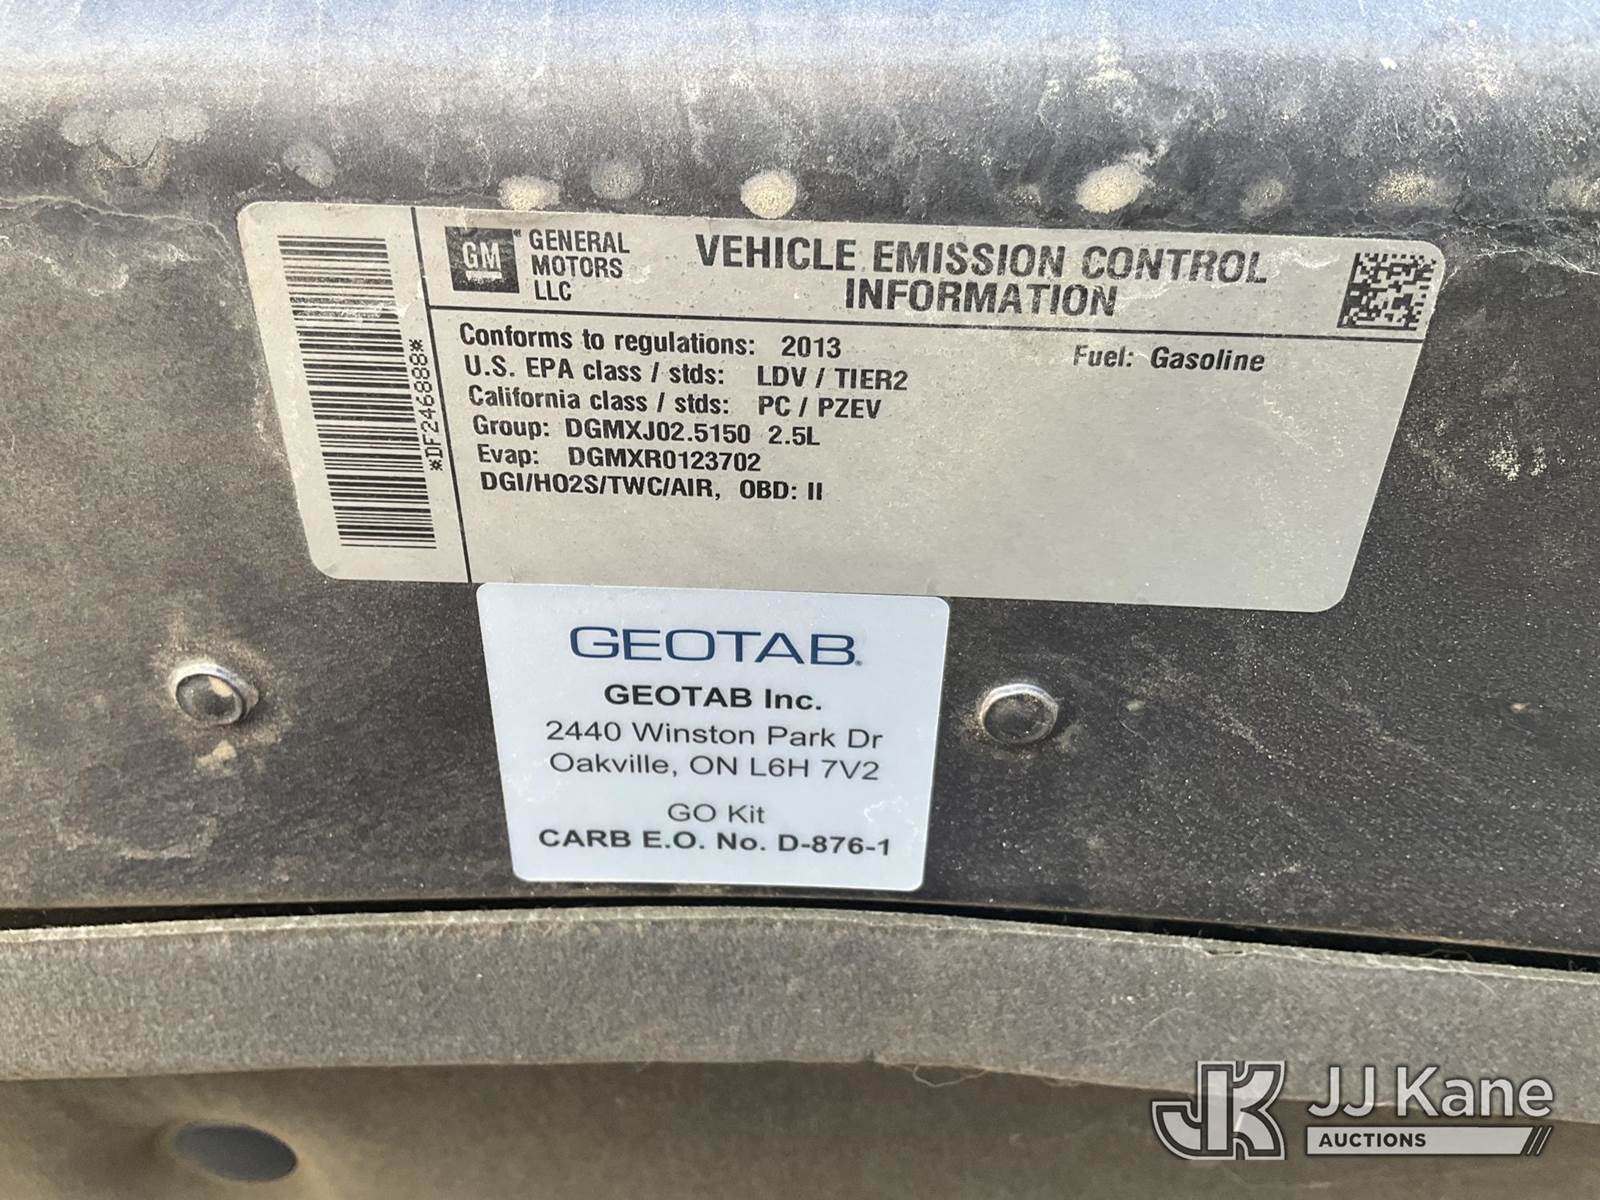 *DF246888*
GM
GENERAL
MOTORS
LLC
VEHICLE EMISSION CONTROL
INFORMATION
Conforms to regulations: 2013
Fuel: Gasoline
U.S. EPA class / stds: LDV / TIER2
California class / stds: PC / PZEV
Group: DGMXJ02.5150 2.5L
Evap: DGMXR0123702
DGI/HO2S/TWC/AIR, OBD: II
GEOTAB®
GEOTAB Inc.
2440 Winston Park Dr
Oakville, ON L6H 7V2
GO Kit
CARB E.O. No. D-876-1
JK
JJ Kane
AUCTIONS